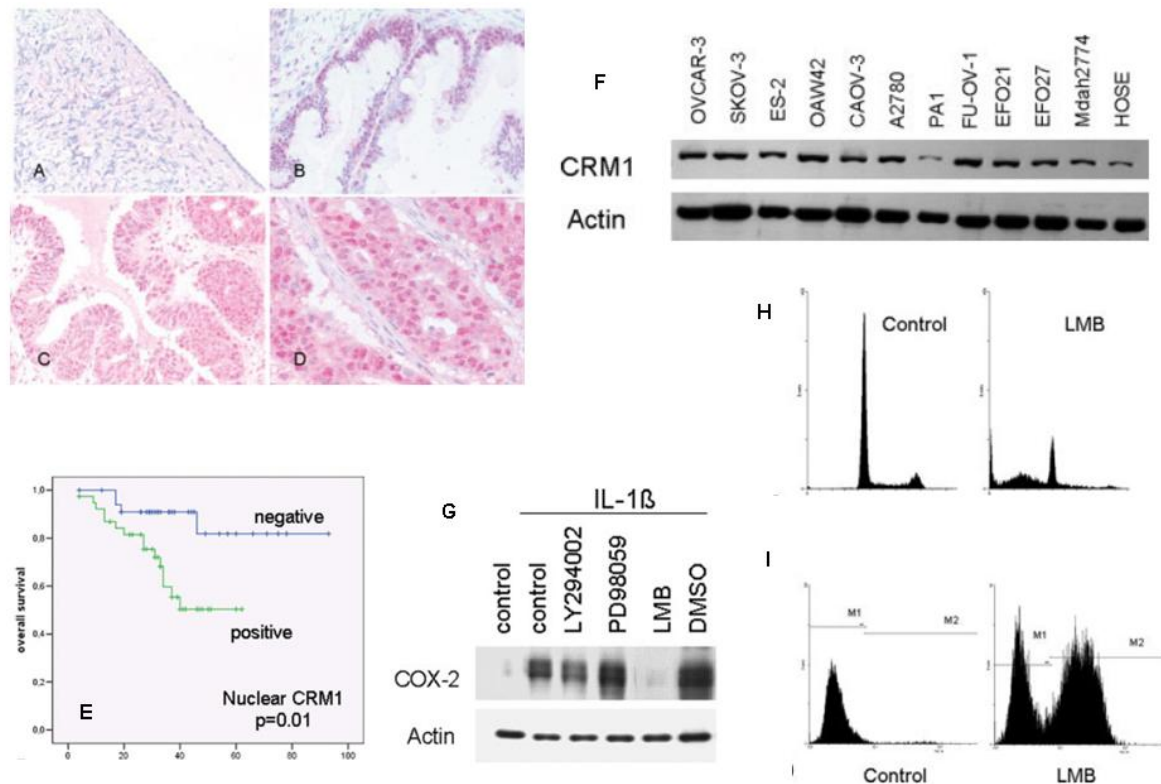 A
B
C
D
F
OVCAR-3
SKOV-3
ES-2
OAW42
CAOV-3
A2780
PA1
FU-OV-1
EFO21
EFO27
Mdah2774
HOSE
CRM1
Actin
H
Control
LMB
E
overall survival
1,0
0,8
0,6
0,4
0,2
0,0
0
20
40
60
80
100
negative
positive
Nuclear CRM1
p=0.01
G
IL-1ß
control
control
LY294002
PD98059
LMB
DMSO
COX-2
Actin
I
M1
M2
Control
M1
M2
LMB